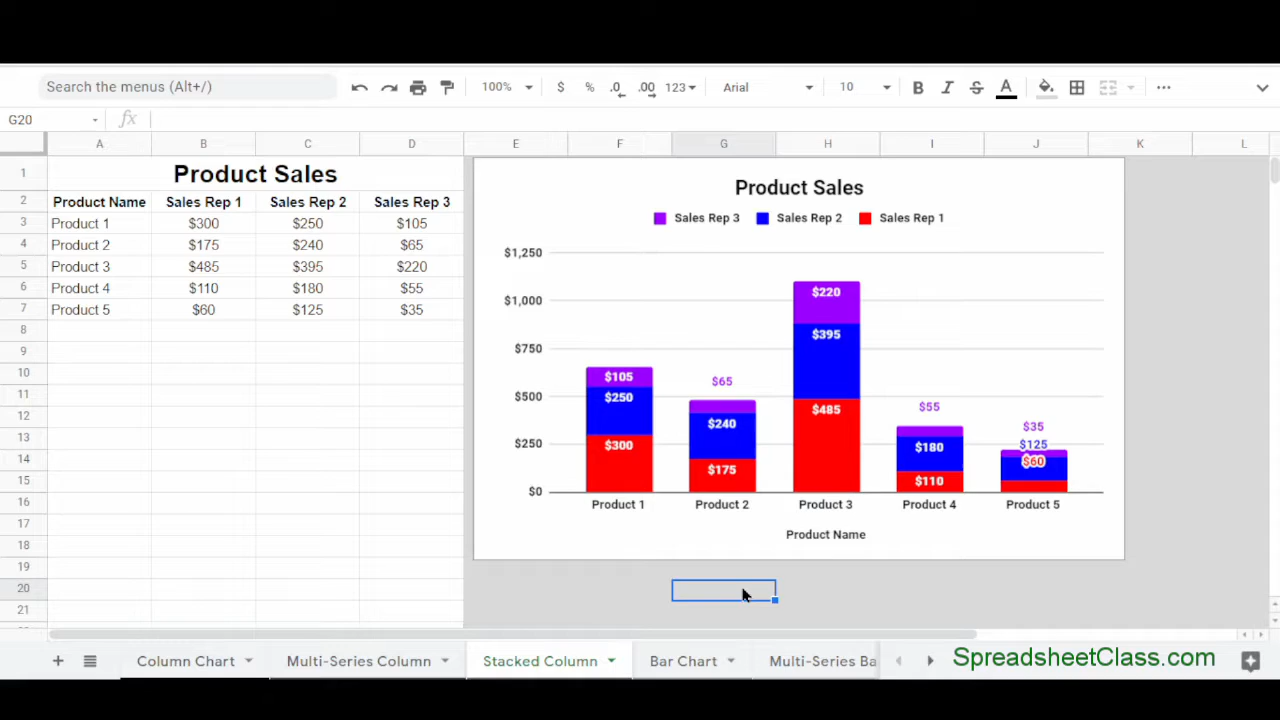 Search the menus (Alt+/) 100% $ % .0 .00 123 Arial 10 B I S A
G20 fx
A B C D E F G H I J K L
1 Product Sales
2 Product Name Sales Rep 1 Sales Rep 2 Sales Rep 3
3 Product 1 $300 $250 $105
4 Product 2 $175 $240 $65
5 Product 3 $485 $395 $220
6 Product 4 $110 $180 $55
7 Product 5 $60 $125 $35
8
9
10
11
12
13
14
15
16
17
18
19
20
21
Product Sales
Sales Rep 3 Sales Rep 2 Sales Rep 1
$1,250
$1,000
$750
$500
$250
$0
$105
$250
$300
$65
$240
$175
$220
$395
$485
$55
$180
$110
$35
$125
$60
Product 1 Product 2 Product 3 Product 4 Product 5
Product Name
Column Chart Multi-Series Column Stacked Column Bar Chart Multi-Series Ba SpreadsheetClass.com